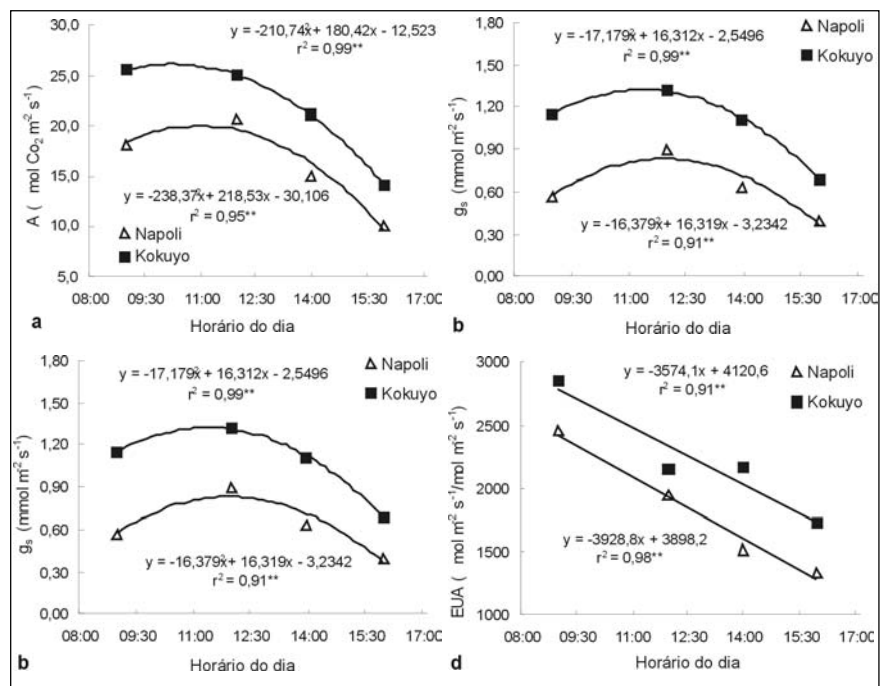 30,0
25,0
20,0
15,0
10,0
5,0
A ( mol Co₂ m⁻² s⁻¹)
y = -210,74x² + 180,42x - 12,523
r² = 0,99**
y = -238,37x² + 218,53x - 30,106
r² = 0,95**
Napoli
Kokuyo
08:00 09:30 11:00 12:30 14:00 15:30 17:00
a
Horário do dia
1,80
1,50
1,20
0,90
0,60
0,30
0,00
gs (mmol m⁻² s⁻¹)
y = -17,179x² + 16,312x - 2,5496
r² = 0,99**
Napoli
Kokuyo
y = -16,379x² + 16,319x - 3,2342
r² = 0,91**
08:00 09:30 11:00 12:30 14:00 15:30 17:00
b
Horário do dia
1,80
1,50
1,20
0,90
0,60
0,30
0,00
gs (mmol m⁻² s⁻¹)
y = -17,179x² + 16,312x - 2,5496
r² = 0,99**
Napoli
Kokuyo
y = -16,379x² + 16,319x - 3,2342
r² = 0,91**
08:00 09:30 11:00 12:30 14:00 15:30 17:00
b
Horário do dia
3000
2500
2000
1500
1000
EUA ( mol m⁻² s⁻¹/mol m⁻² s⁻¹)
y = -3574,1x + 4120,6
r² = 0,91**
Napoli
Kokuyo
y = -3928,8x + 3898,2
r² = 0,98**
08:00 09:30 11:00 12:30 14:00 15:30 17:00
d
Horário do dia